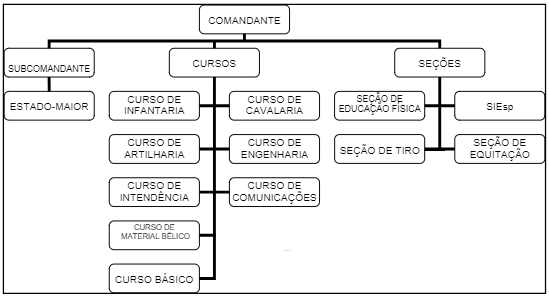 COMANDANTE
SUBCOMANDANTE
CURSOS
SEÇÕES
ESTADO-MAIOR
CURSO DE
INFANTARIA
CURSO DE
CAVALARIA
SEÇÃO DE
EDUCAÇÃO FÍSICA
SIEsp
CURSO DE
ARTILHARIA
CURSO DE
ENGENHARIA
SEÇÃO DE TIRO
SEÇÃO DE
EQUITAÇÃO
CURSO DE
INTENDÊNCIA
CURSO DE
COMUNICAÇÕES
CURSO DE
MATERIAL BÉLICO
CURSO BÁSICO